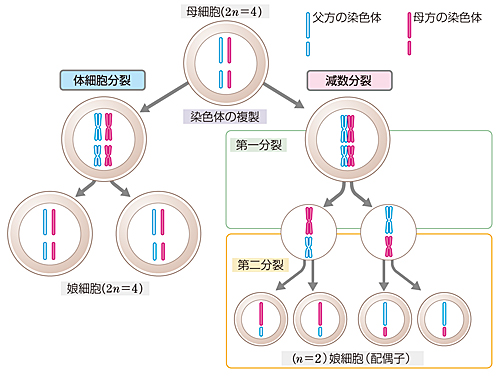 母細胞(2n＝4)
父方の染色体
母方の染色体
体細胞分裂
減数分裂
染色体の複製
第一分裂
第二分裂
娘細胞(2n＝4)
(n＝2)娘細胞(配偶子)